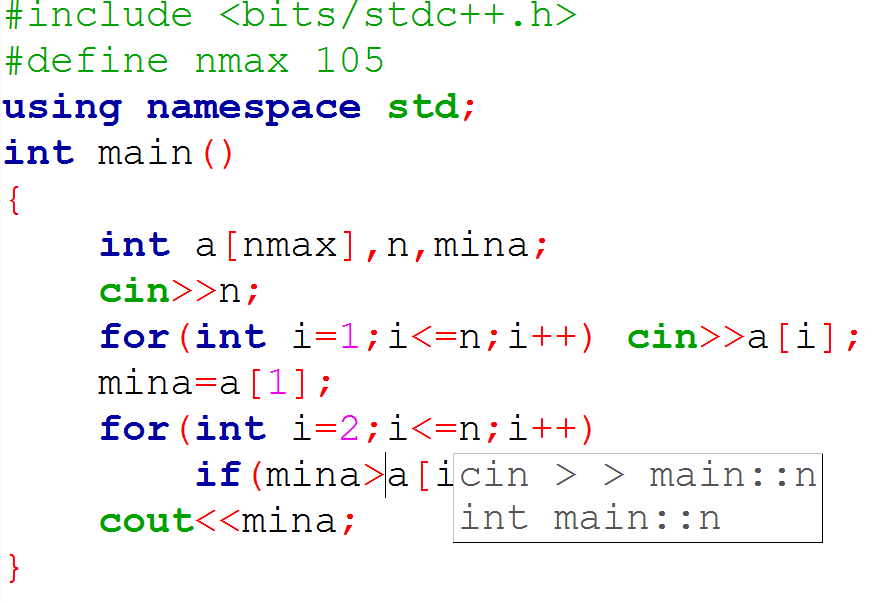 #include <bits/stdc++.h>
#define nmax 105
using namespace std;
int main()
{
    int a[nmax],n,mina;
    cin>>n;
    for(int i=1;i<=n;i++) cin>>a[i];
    mina=a[1];
    for(int i=2;i<=n;i++)
        if(mina>a[i
cin > > main::n
int main::n
    cout<<mina;
}